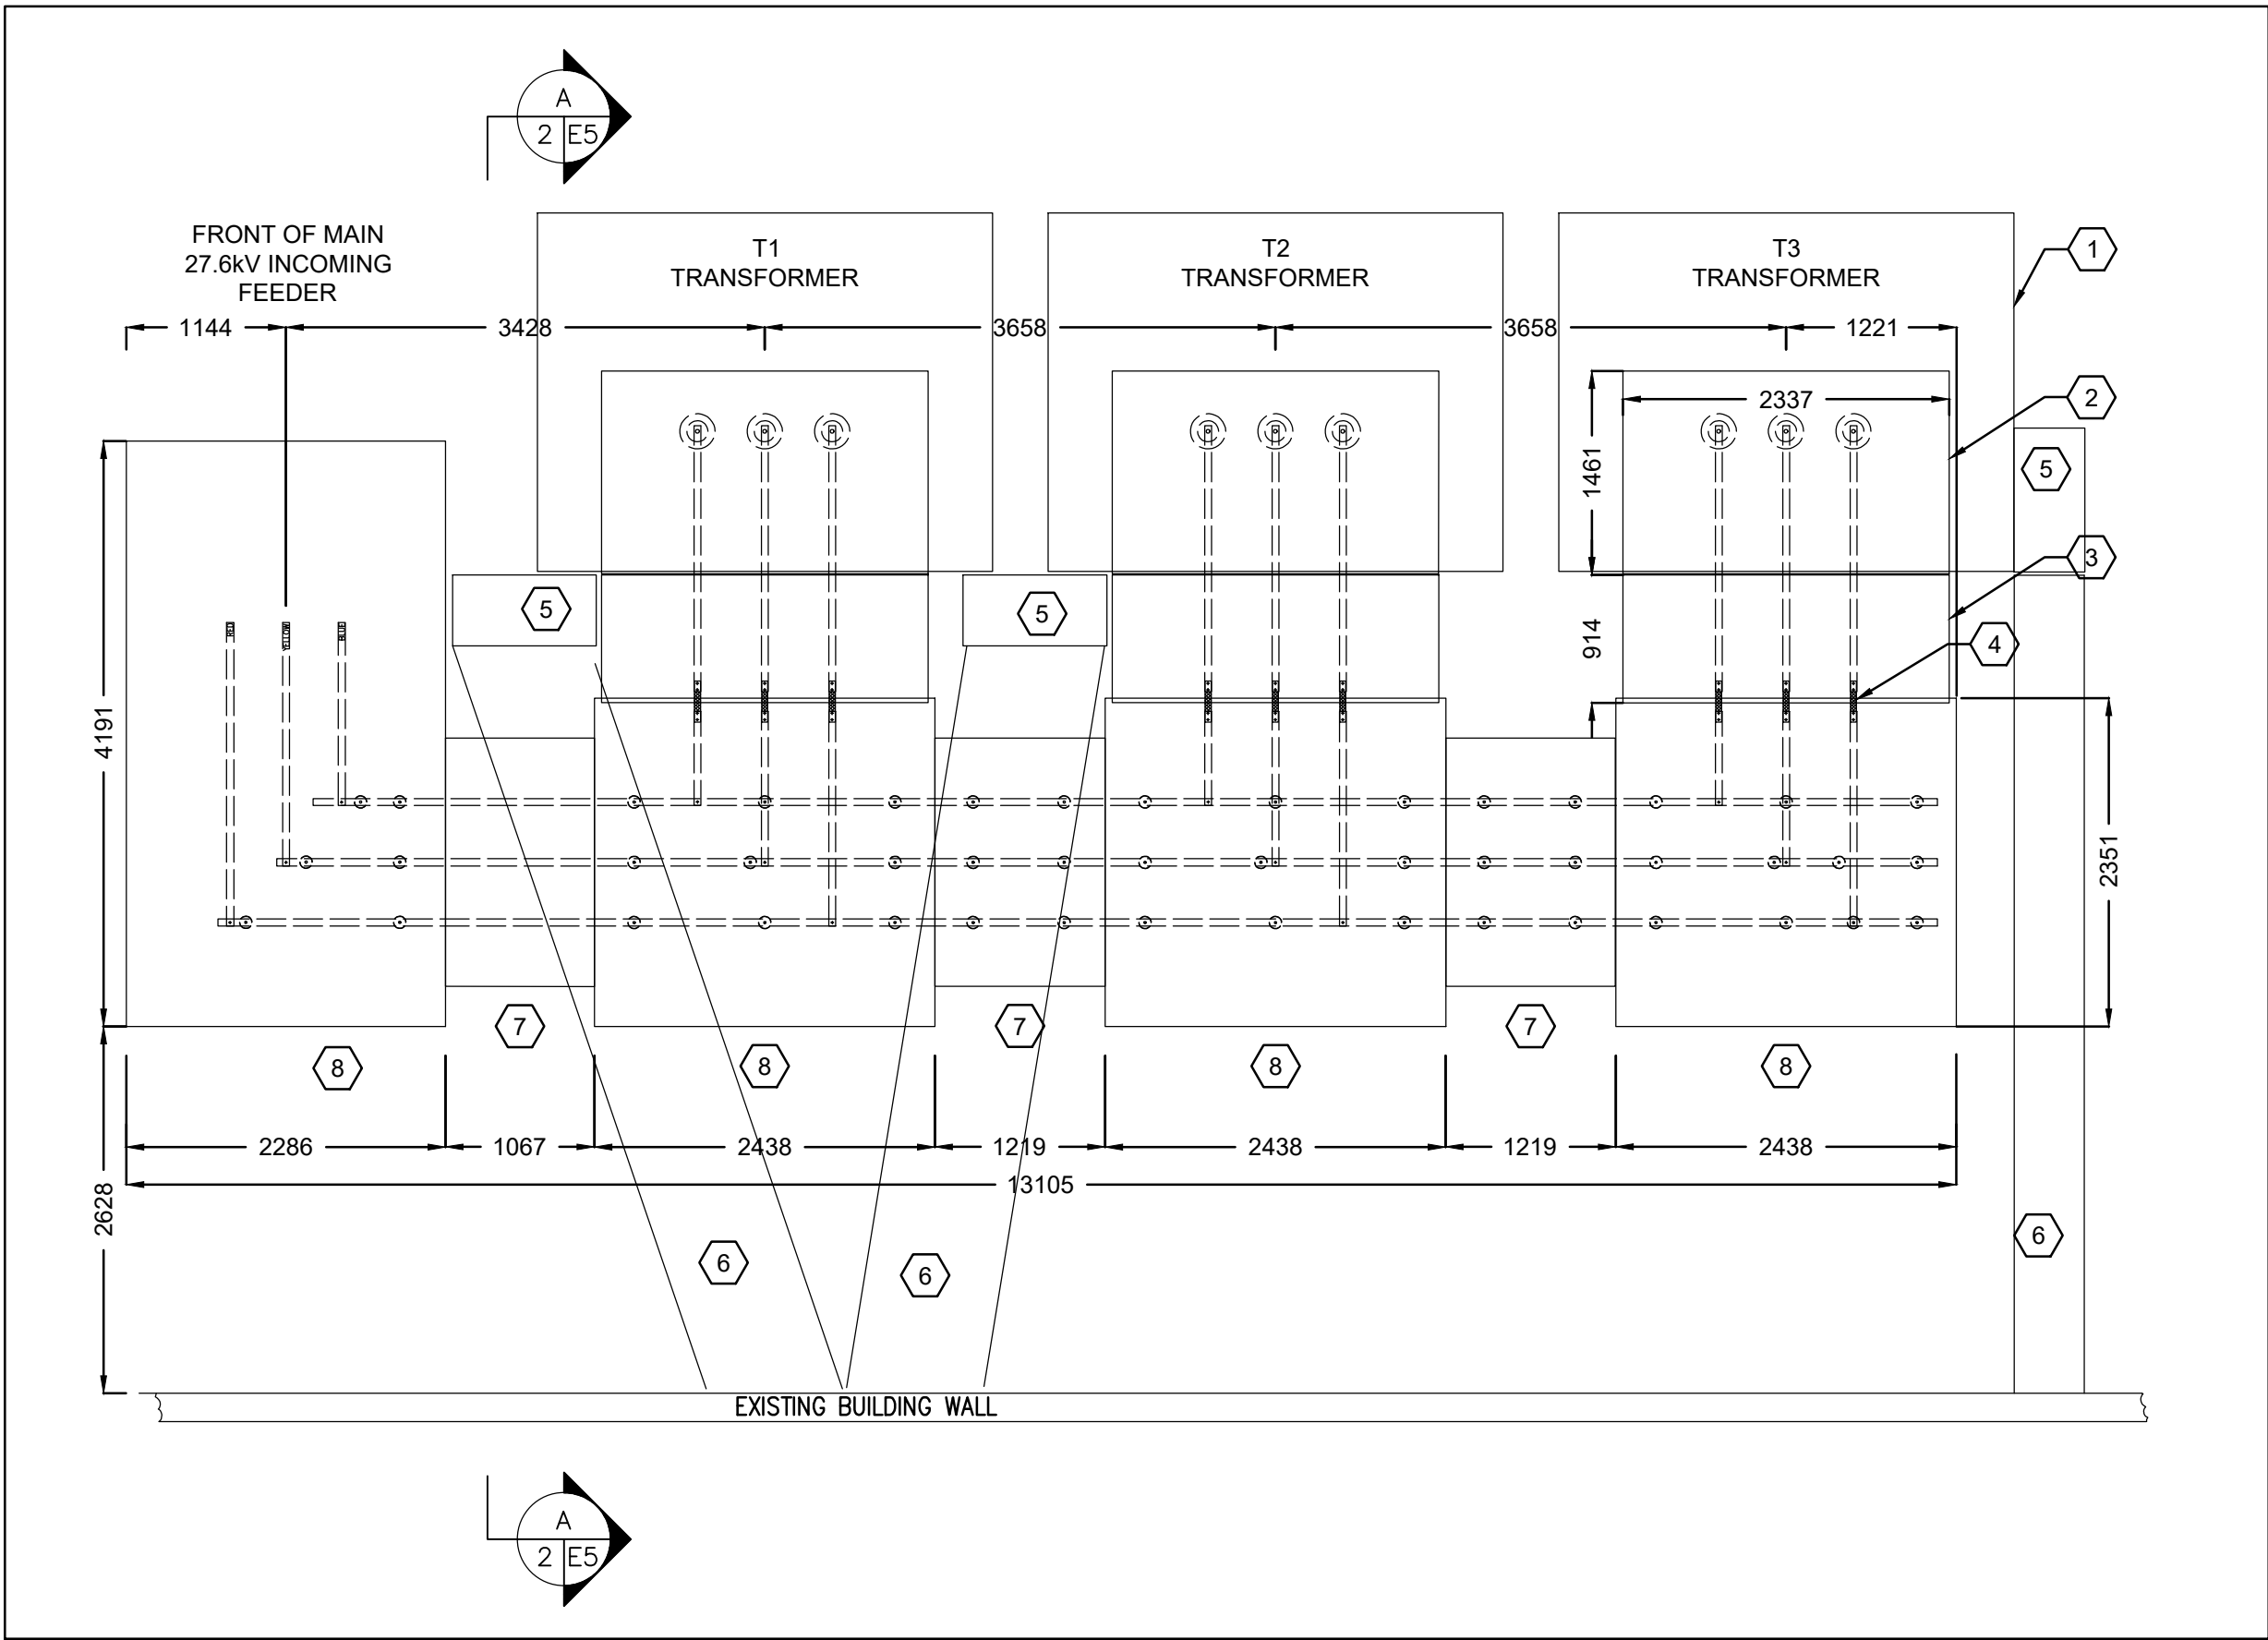 A
2 E5
FRONT OF MAIN
27.6kV INCOMING
FEEDER
T1
TRANSFORMER
T2
TRANSFORMER
T3
TRANSFORMER
1
1144
3428
3658
3658
1221
2
2337
1461
5
3
5
5
914
4
RED
YELLOW
BLUE
4191
2351
7
7
7
8
8
8
8
2286
1067
2438
1219
2438
1219
2438
13105
2628
6
6
6
EXISTING BUILDING WALL
A
2 E5